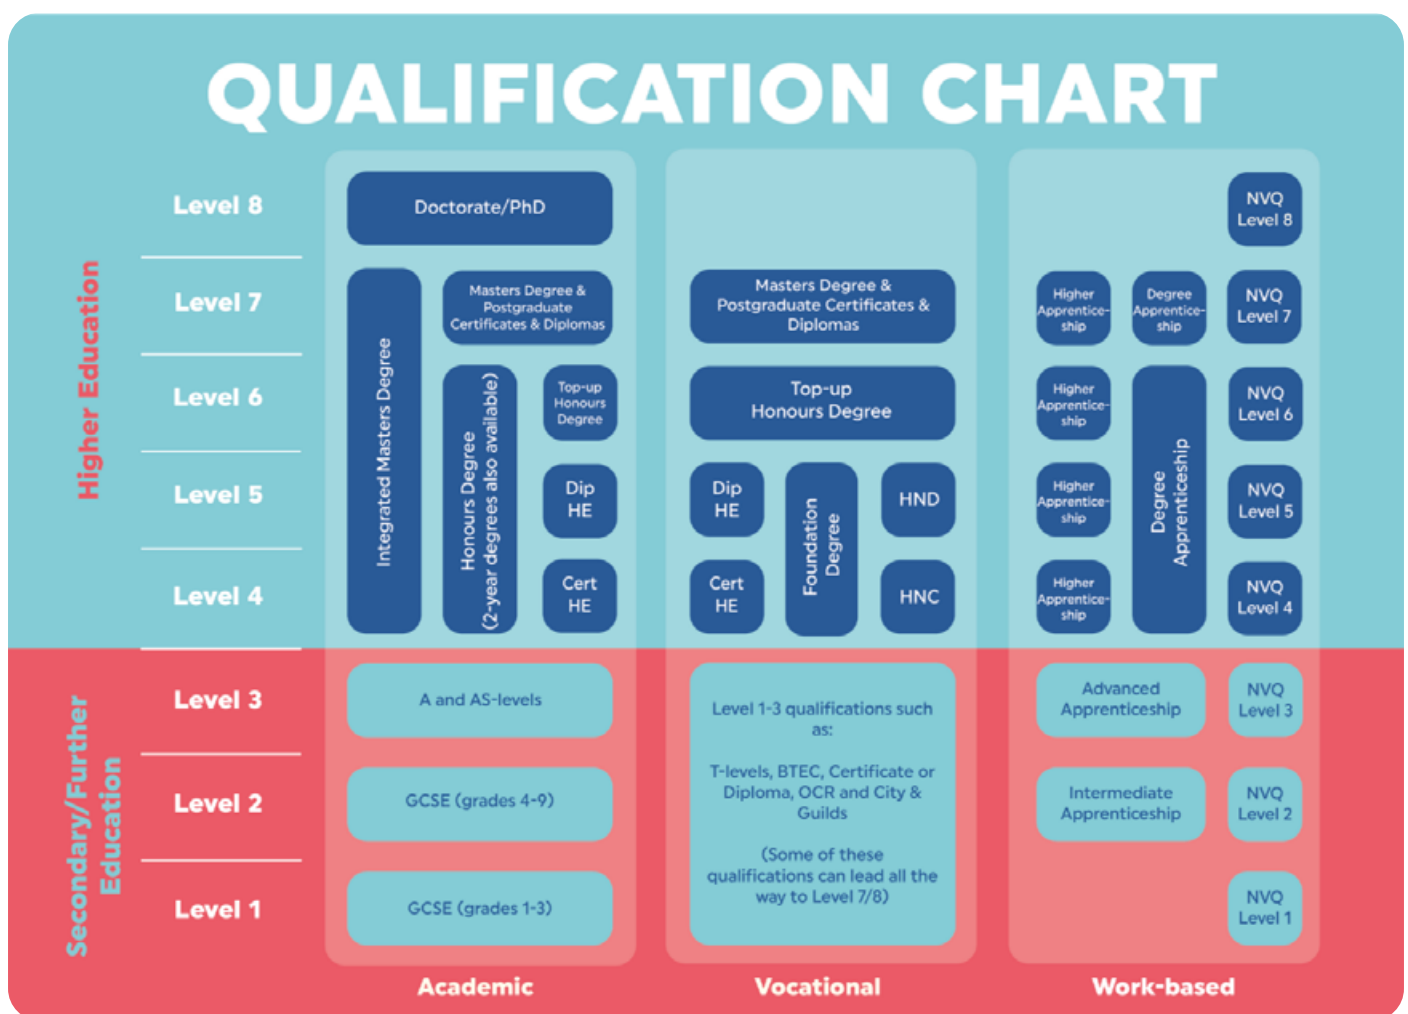 QUALIFICATION CHART
Higher Education
Secondary/Further
Education
Level 8
Level 7
Level 6
Level 5
Level 4
Level 3
Level 2
Level 1
Doctorate/PhD
Integrated Masters Degree
Masters Degree &
Postgraduate
Certificates & Diplomas
Honours Degree
(2-year degrees also available)
Top-up
Honours
Degree
Dip
HE
Cert
HE
A and AS-levels
GCSE (grades 4-9)
GCSE (grades 1-3)
Academic
Masters Degree &
Postgraduate Certificates &
Diplomas
Top-up
Honours Degree
Dip
HE
Foundation
Degree
HND
Cert
HE
HNC
Level 1-3 qualifications such
as:
T-levels, BTEC, Certificate or
Diploma, OCR and City &
Guilds
(Some of these
qualifications can lead all the
way to Level 7/8)
Vocational
NVQ
Level 8
Higher
Apprentice-
ship
Degree
Apprentice-
ship
NVQ
Level 7
Higher
Apprentice-
ship
Degree
Apprenticeship
NVQ
Level 6
Higher
Apprentice-
ship
NVQ
Level 5
Higher
Apprentice-
ship
NVQ
Level 4
Advanced
Apprenticeship
NVQ
Level 3
Intermediate
Apprenticeship
NVQ
Level 2
NVQ
Level 1
Work-based